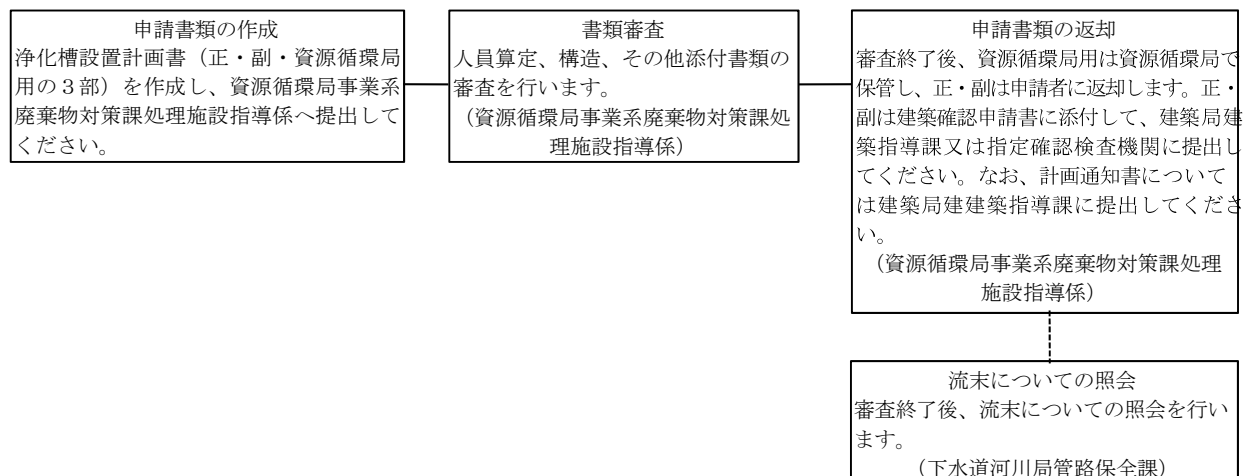 申請書類の作成
浄化槽設置計画書（正・副・資源循環局
用の３部）を作成し、資源循環局事業系
廃棄物対策課処理施設指導係へ提出して
ください。
書類審査
人員算定、構造、その他添付書類の
審査を行います。
（資源循環局事業系廃棄物対策課処
理施設指導係）
申請書類の返却
審査終了後、資源循環局用は資源循環局で
保管し、正・副は申請者に返却します。正・
副は建築確認申請書に添付して、建築局建
築指導課又は指定確認検査機関に提出し
てください。なお、計画通知書について
は建築局建建築指導課に提出してくださ
い。
（資源循環局事業系廃棄物対策課処理
施設指導係）
流末についての照会
審査終了後、流末についての照会を行い
ます。
（下水道河川局管路保全課）